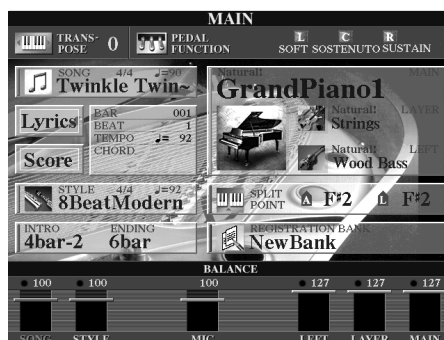 MAIN
TRANS-
POSE 0
PEDAL
FUNCTION
L C R
SOFT SOSTENUTO SUSTAIN
SONG 4/4 ♩=90
Twinkle Twin~
Natural! MAIN
GrandPiano1
Lyrics
BAR 001
BEAT 1
TEMPO ♩= 92
CHORD
Natural! LAYER
Strings
Score
Natural! LEFT
Wood Bass
STYLE 4/4 ♩=92
8BeatModern
SPLIT
POINT A F♯2 L F♯2
INTRO
4bar-2
ENDING
6bar
REGISTRATION BANK
NewBank
BALANCE
100 100 100 127 127 127
SONG STYLE MIC LEFT LAYER MAIN